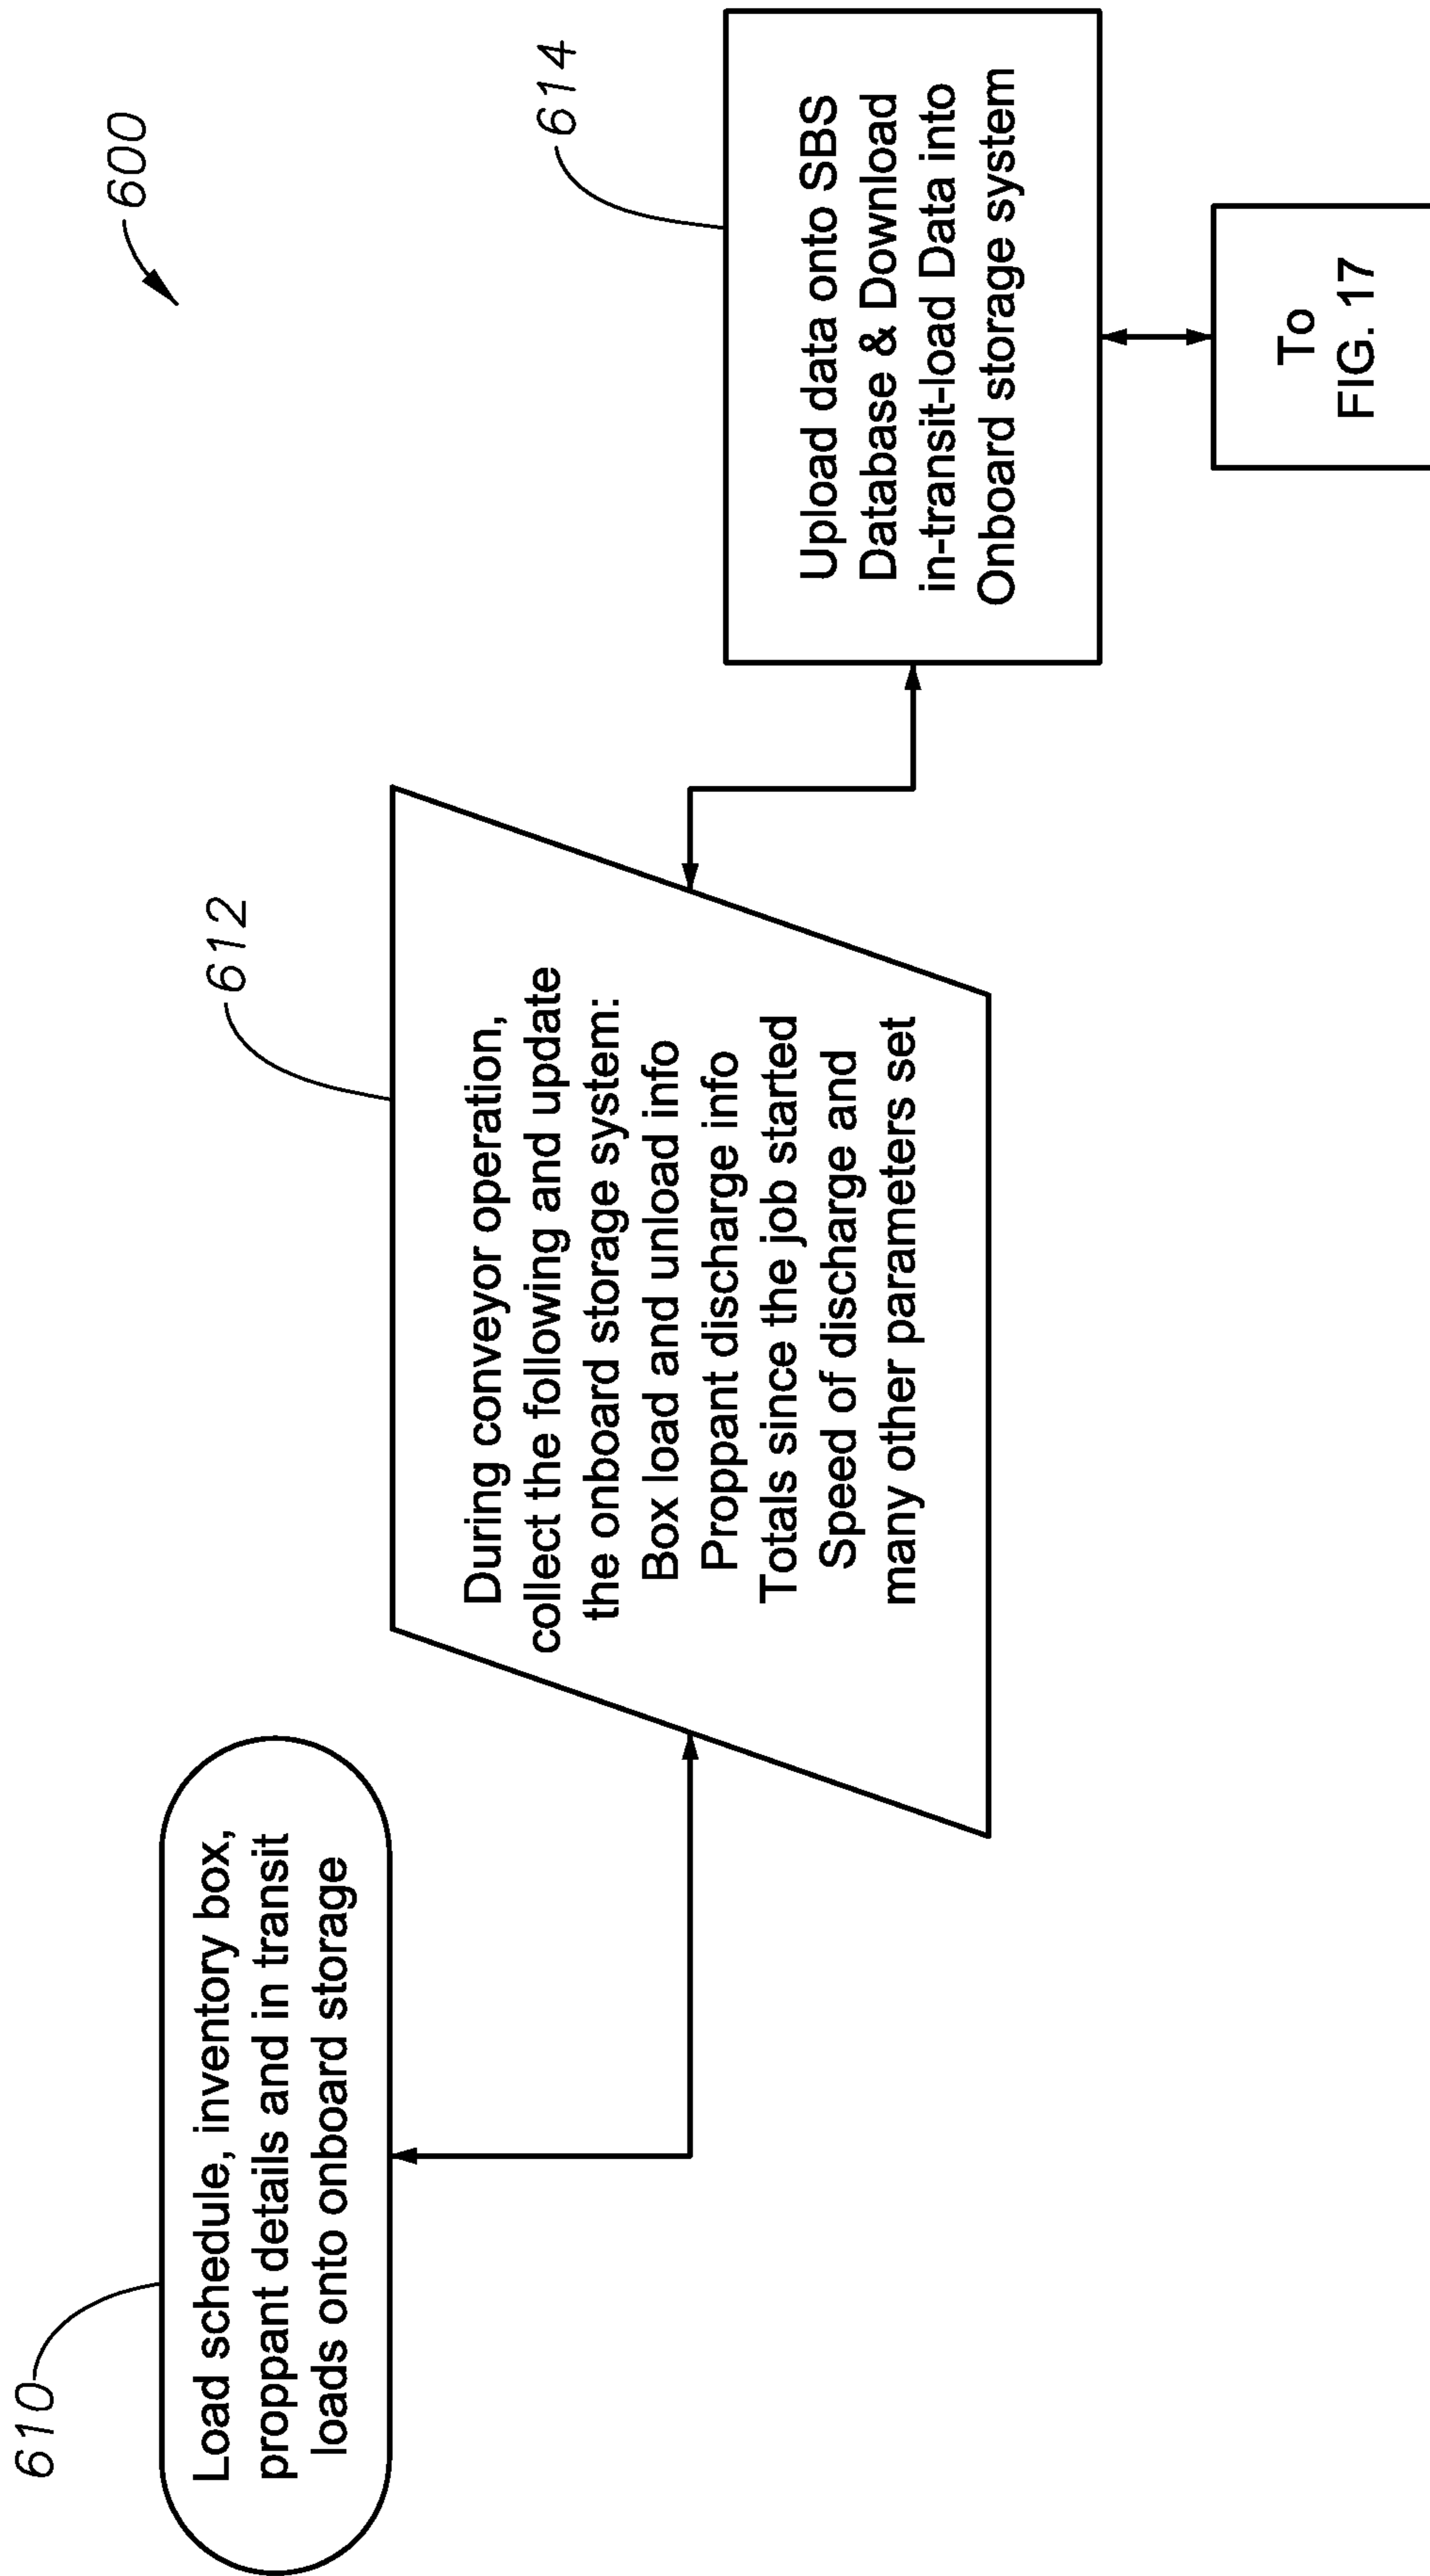 600
610
Load schedule, inventory box,
proppant details and in transit
loads onto onboard storage
612
During conveyor operation,
collect the following and update
the onboard storage system:
Box load and unload info
Proppant discharge info
Totals since the job started
Speed of discharge and
many other parameters set
614
Upload data onto SBS
Database & Download
in-transit-load Data into
Onboard storage system
To
FIG. 17